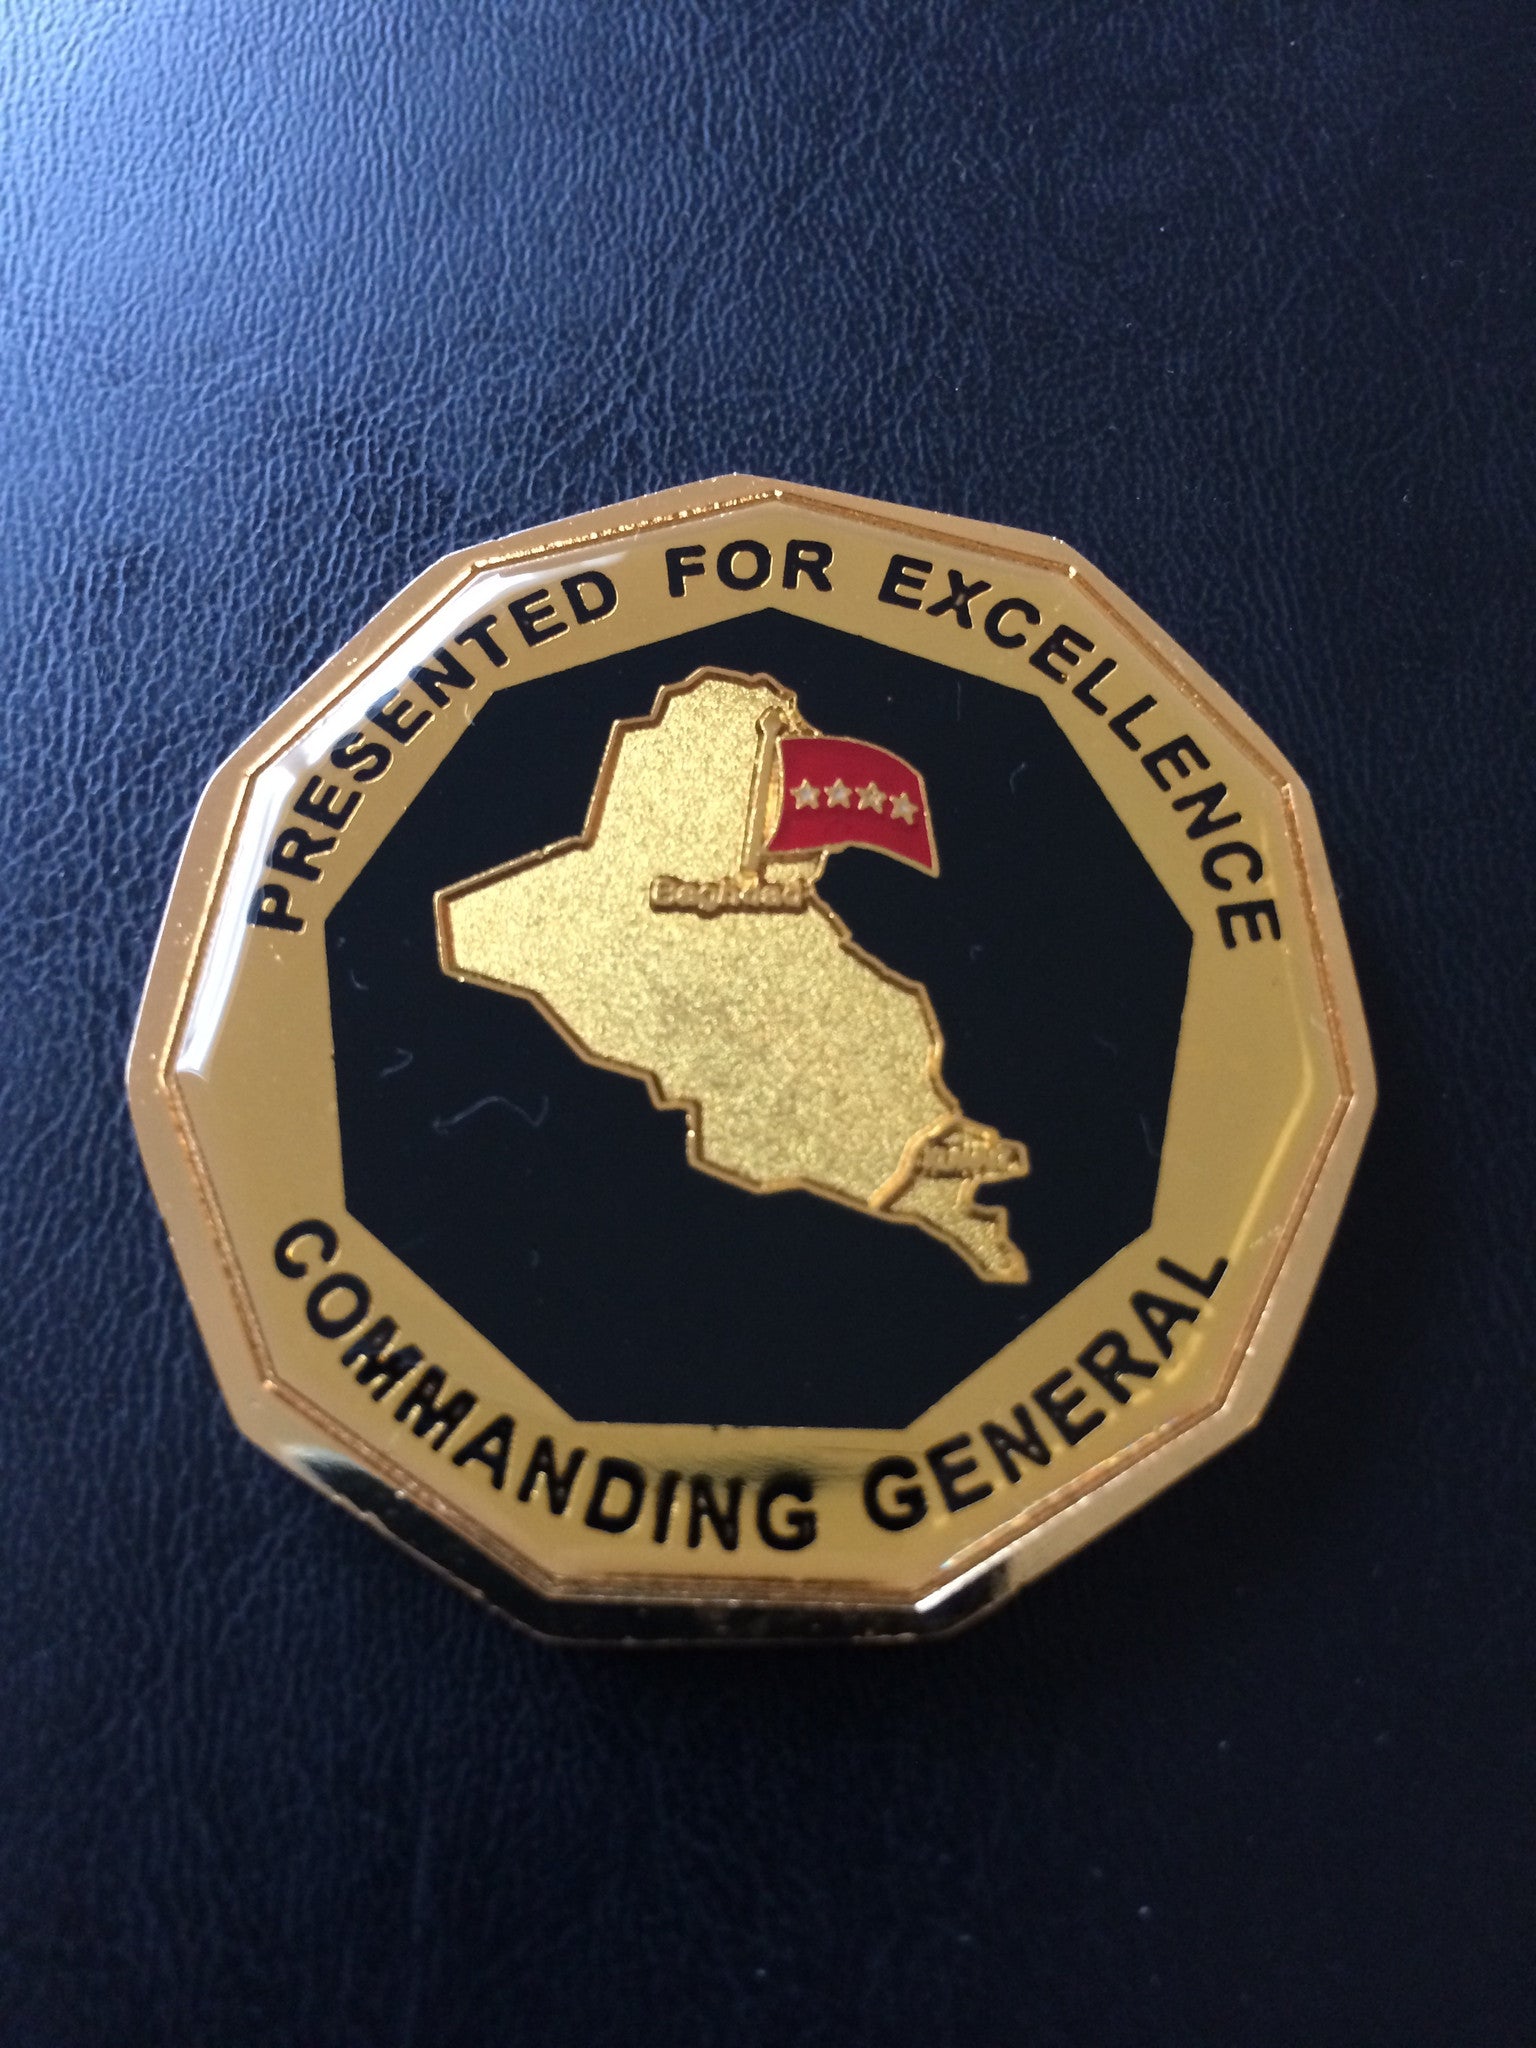 PRESENTED FOR EXCELLENCE
Baghdad
COMMANDING GENERAL